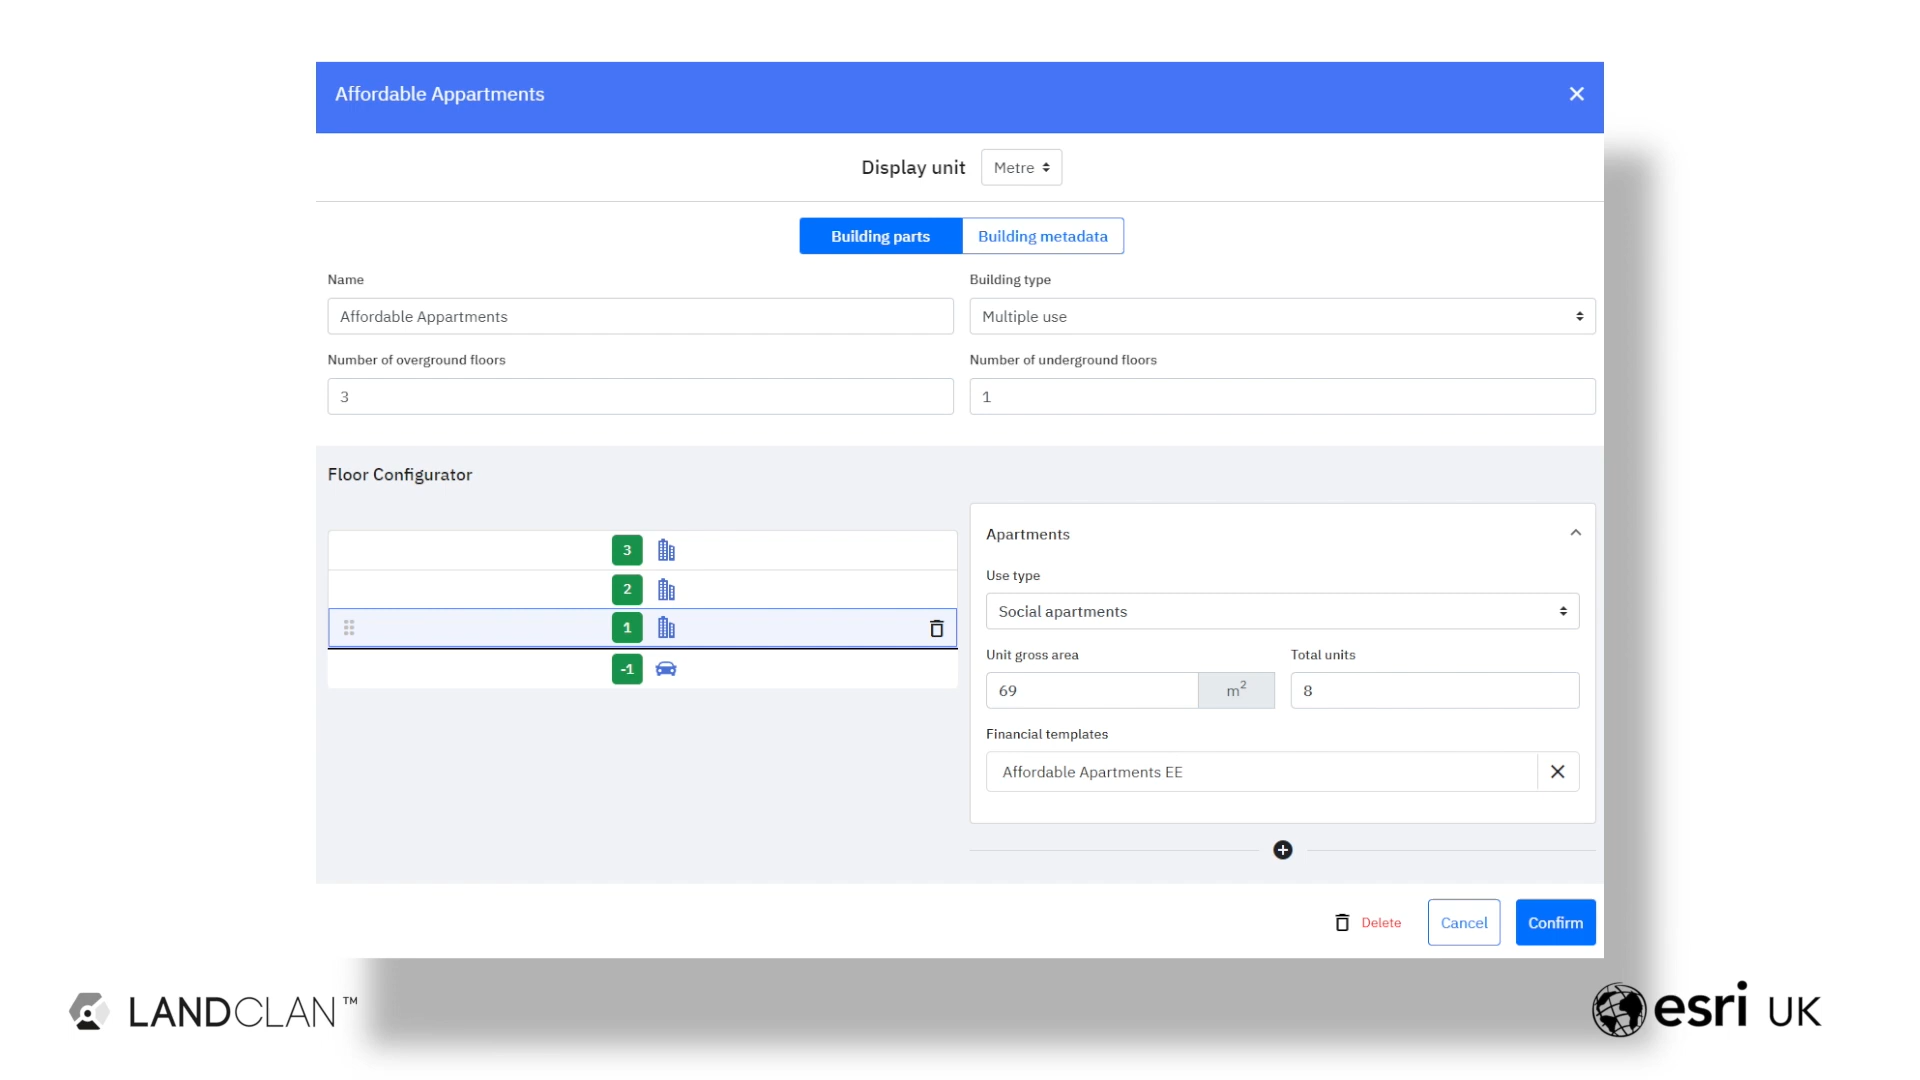 Affordable Appartments
Display unit Metre
Building parts Building metadata
Name
Affordable Appartments
Building type
Multiple use
Number of overground floors
3
Number of underground floors
1
Floor Configurator
3
2
1
-1
Apartments
Use type
Social apartments
Unit gross area
69 m²
Total units
8
Financial templates
Affordable Apartments EE
Delete Cancel Confirm
LANDCLAN™
esri UK